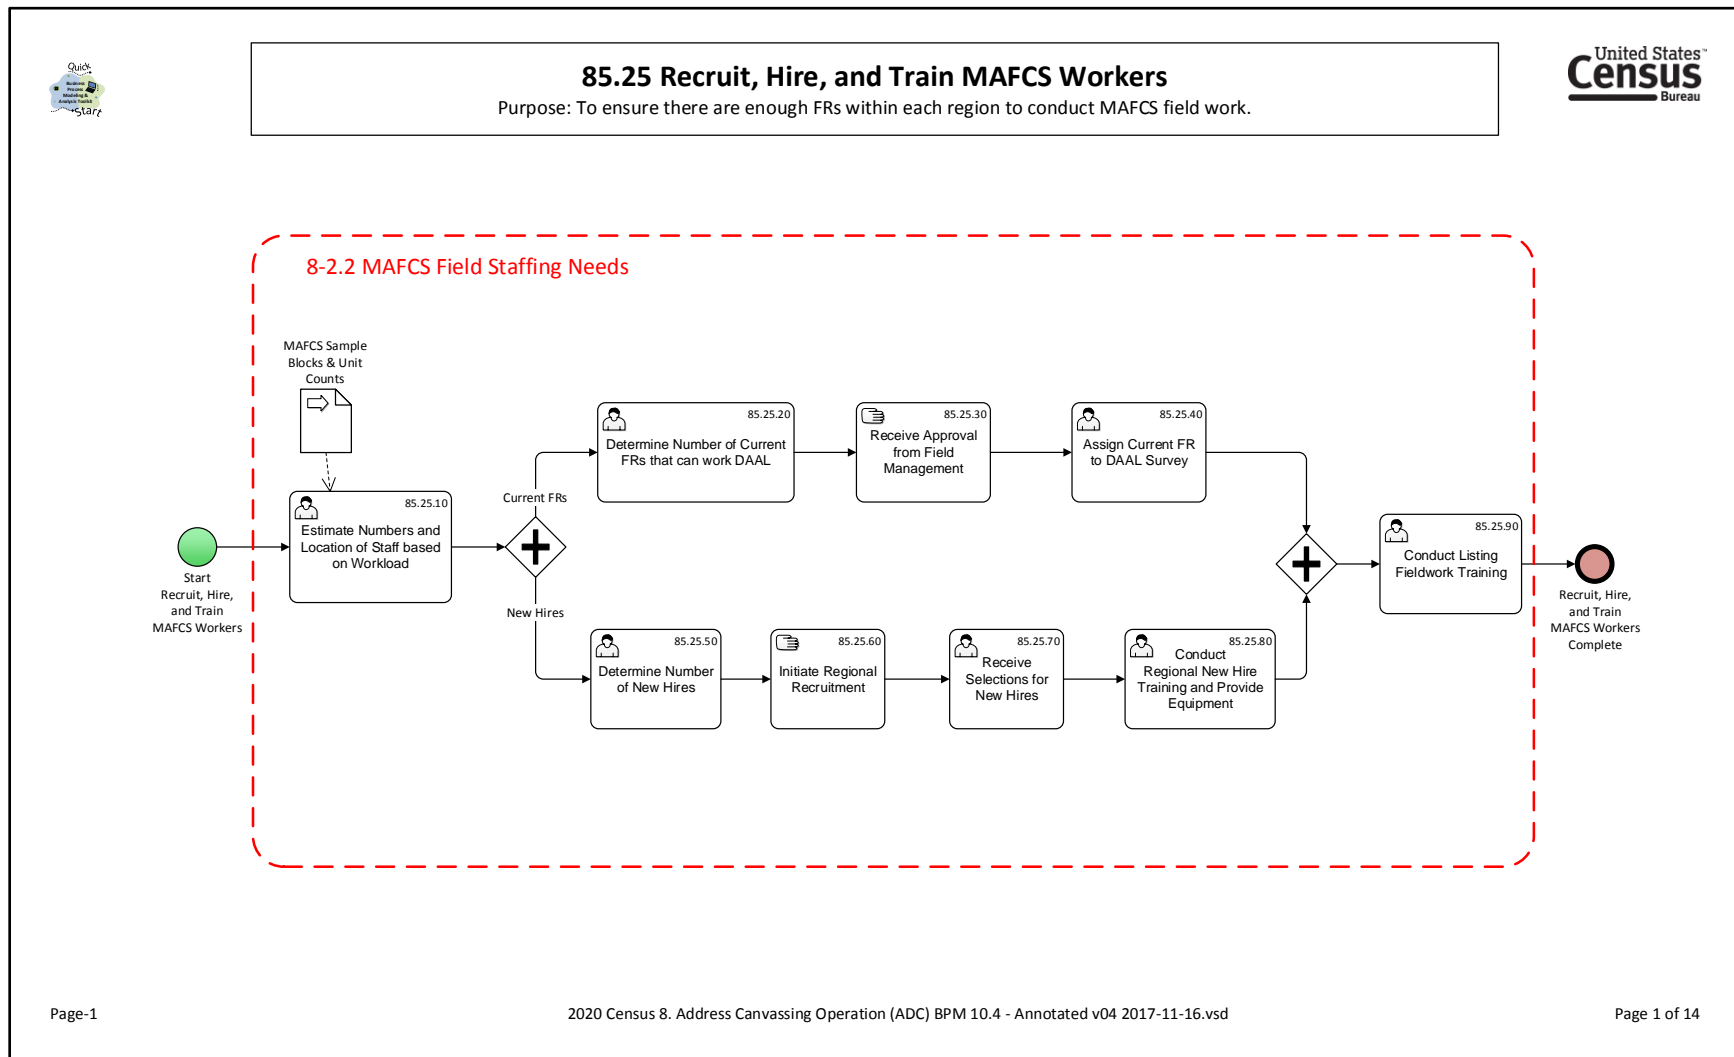 Quick
Business
Process
Modeling &
Analysis Toolkit
Start
85.25 Recruit, Hire, and Train MAFCS Workers
Purpose: To ensure there are enough FRs within each region to conduct MAFCS field work.
United States™
Census
Bureau
8-2.2 MAFCS Field Staffing Needs
MAFCS Sample
Blocks & Unit
Counts
Start
Recruit, Hire,
and Train
MAFCS Workers
85.25.10
Estimate Numbers and
Location of Staff based
on Workload
Current FRs
New Hires
85.25.20
Determine Number of Current
FRs that can work DAAL
85.25.30
Receive Approval
from Field
Management
85.25.40
Assign Current FR
to DAAL Survey
85.25.50
Determine Number
of New Hires
85.25.60
Initiate Regional
Recruitment
85.25.70
Receive
Selections for
New Hires
85.25.80
Conduct
Regional New Hire
Training and Provide
Equipment
85.25.90
Conduct Listing
Fieldwork Training
Recruit, Hire,
and Train
MAFCS Workers
Complete
Page-1
2020 Census 8. Address Canvassing Operation (ADC) BPM 10.4 - Annotated v04 2017-11-16.vsd
Page 1 of 14